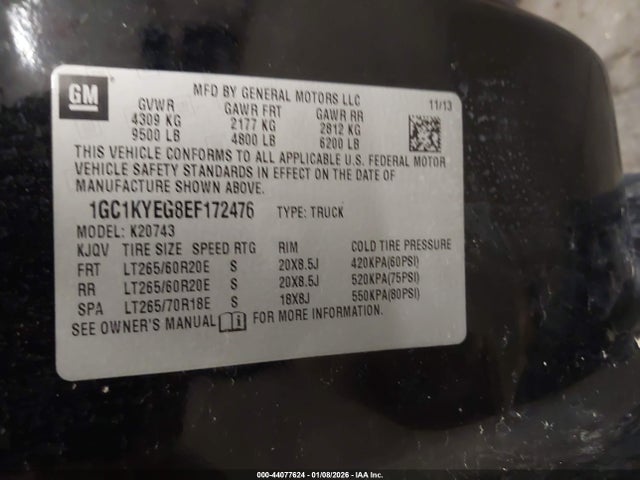 GM
MFD BY GENERAL MOTORS LLC
11/13
GVWR GAWR FRT GAWR RR
4309 KG 2177 KG 2812 KG
9500 LB 4800 LB 6200 LB
THIS VEHICLE CONFORMS TO ALL APPLICABLE U.S. FEDERAL MOTOR
VEHICLE SAFETY STANDARDS IN EFFECT ON THE DATE OF
MANUFACTURE SHOWN ABOVE.
1GC1KYEG8EF172476 TYPE: TRUCK
MODEL: K20743
KJQV TIRE SIZE SPEED RTG RIM COLD TIRE PRESSURE
FRT LT265/60R20E S 20X8.5J 420KPA(60PSI)
RR LT265/60R20E S 20X8.5J 520KPA(75PSI)
SPA LT265/70R18E S 18X8J 550KPA(80PSI)
SEE OWNER'S MANUAL FOR MORE INFORMATION.
000-44077624 - 01/08/2026 - IAA Inc.